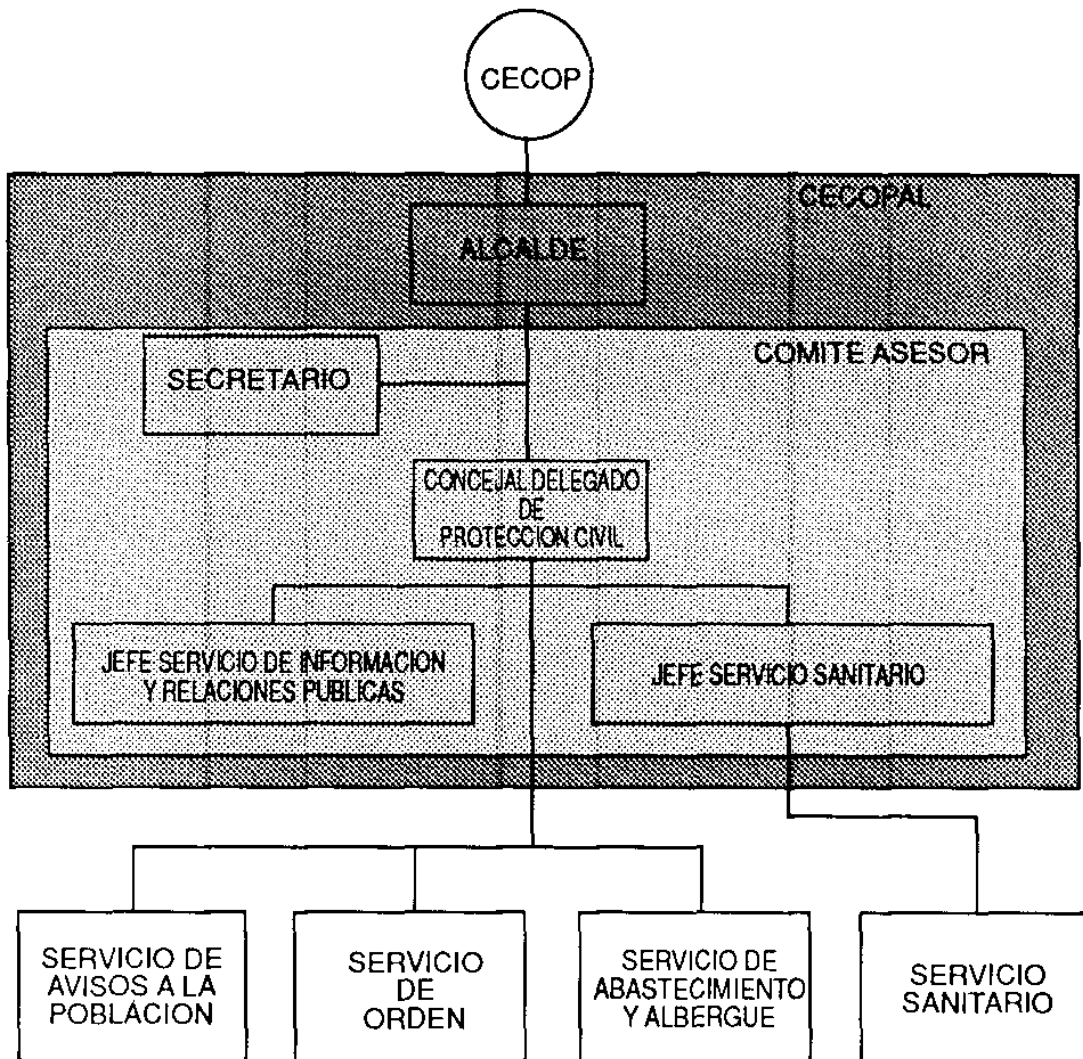 CECOP
CECOPAL
ALCALDE
COMITE ASESOR
SECRETARIO
CONCEJAL DELEGADO
DE
PROTECCION CIVIL
JEFE SERVICIO DE INFORMACION
Y RELACIONES PUBLICAS
JEFE SERVICIO SANITARIO
SERVICIO DE
AVISOS A LA
POBLACION
SERVICIO
DE
ORDEN
SERVICIO DE
ABASTECIMIENTO
Y ALBERGUE
SERVICIO
SANITARIO